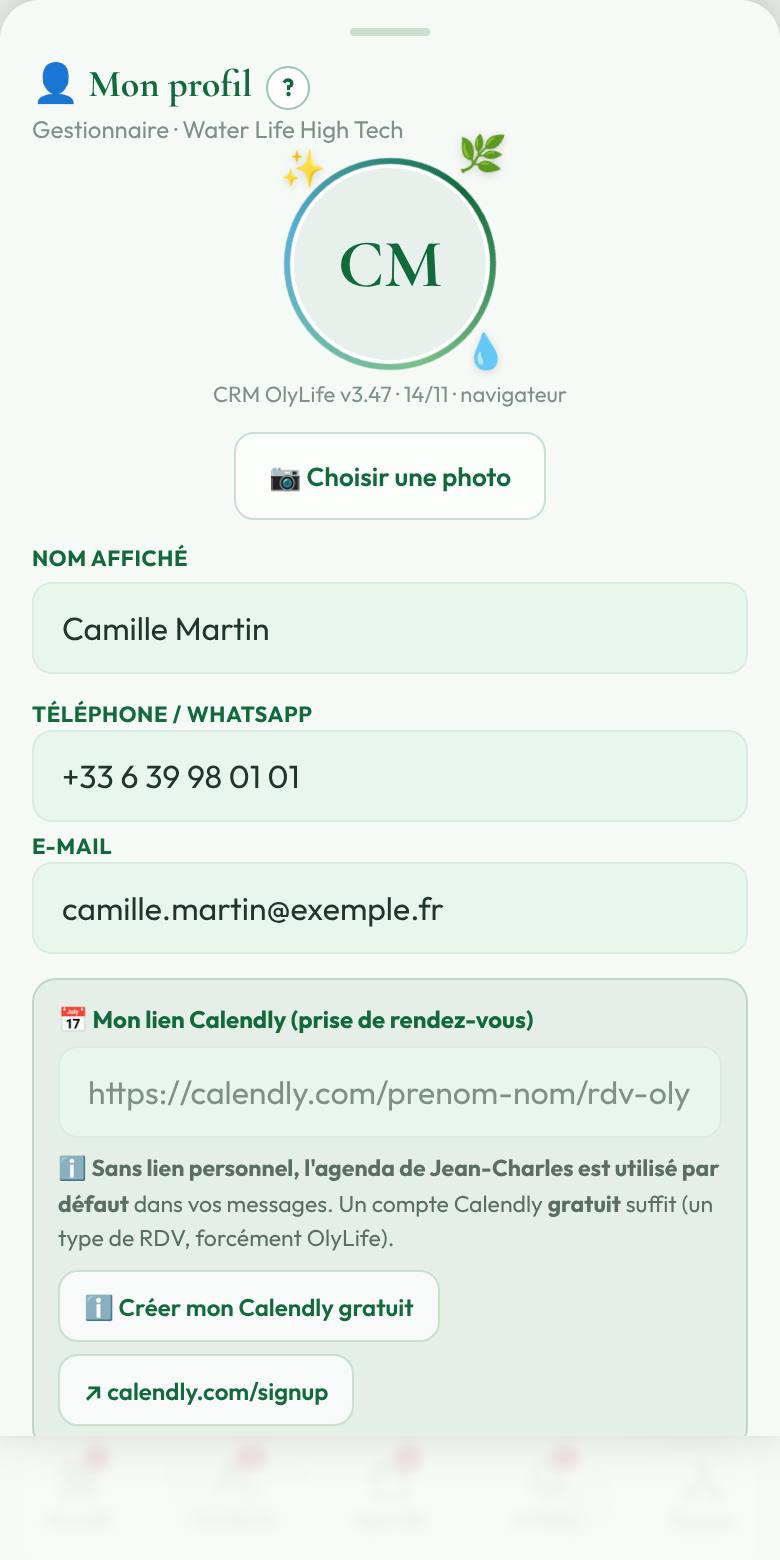 Mon profil ?
Gestionnaire · Water Life High Tech
CM
CRM OlyLife v3.47 · 14/11 · navigateur
Choisir une photo
NOM AFFICHÉ
Camille Martin
TÉLÉPHONE / WHATSAPP
+33 6 39 98 01 01
E-MAIL
camille.martin@exemple.fr
Mon lien Calendly (prise de rendez-vous)
https://calendly.com/prenom-nom/rdv-oly
Sans lien personnel, l'agenda de Jean-Charles est utilisé par
défaut dans vos messages. Un compte Calendly gratuit suffit (un
type de RDV, forcément OlyLife).
Créer mon Calendly gratuit
↗ calendly.com/signup